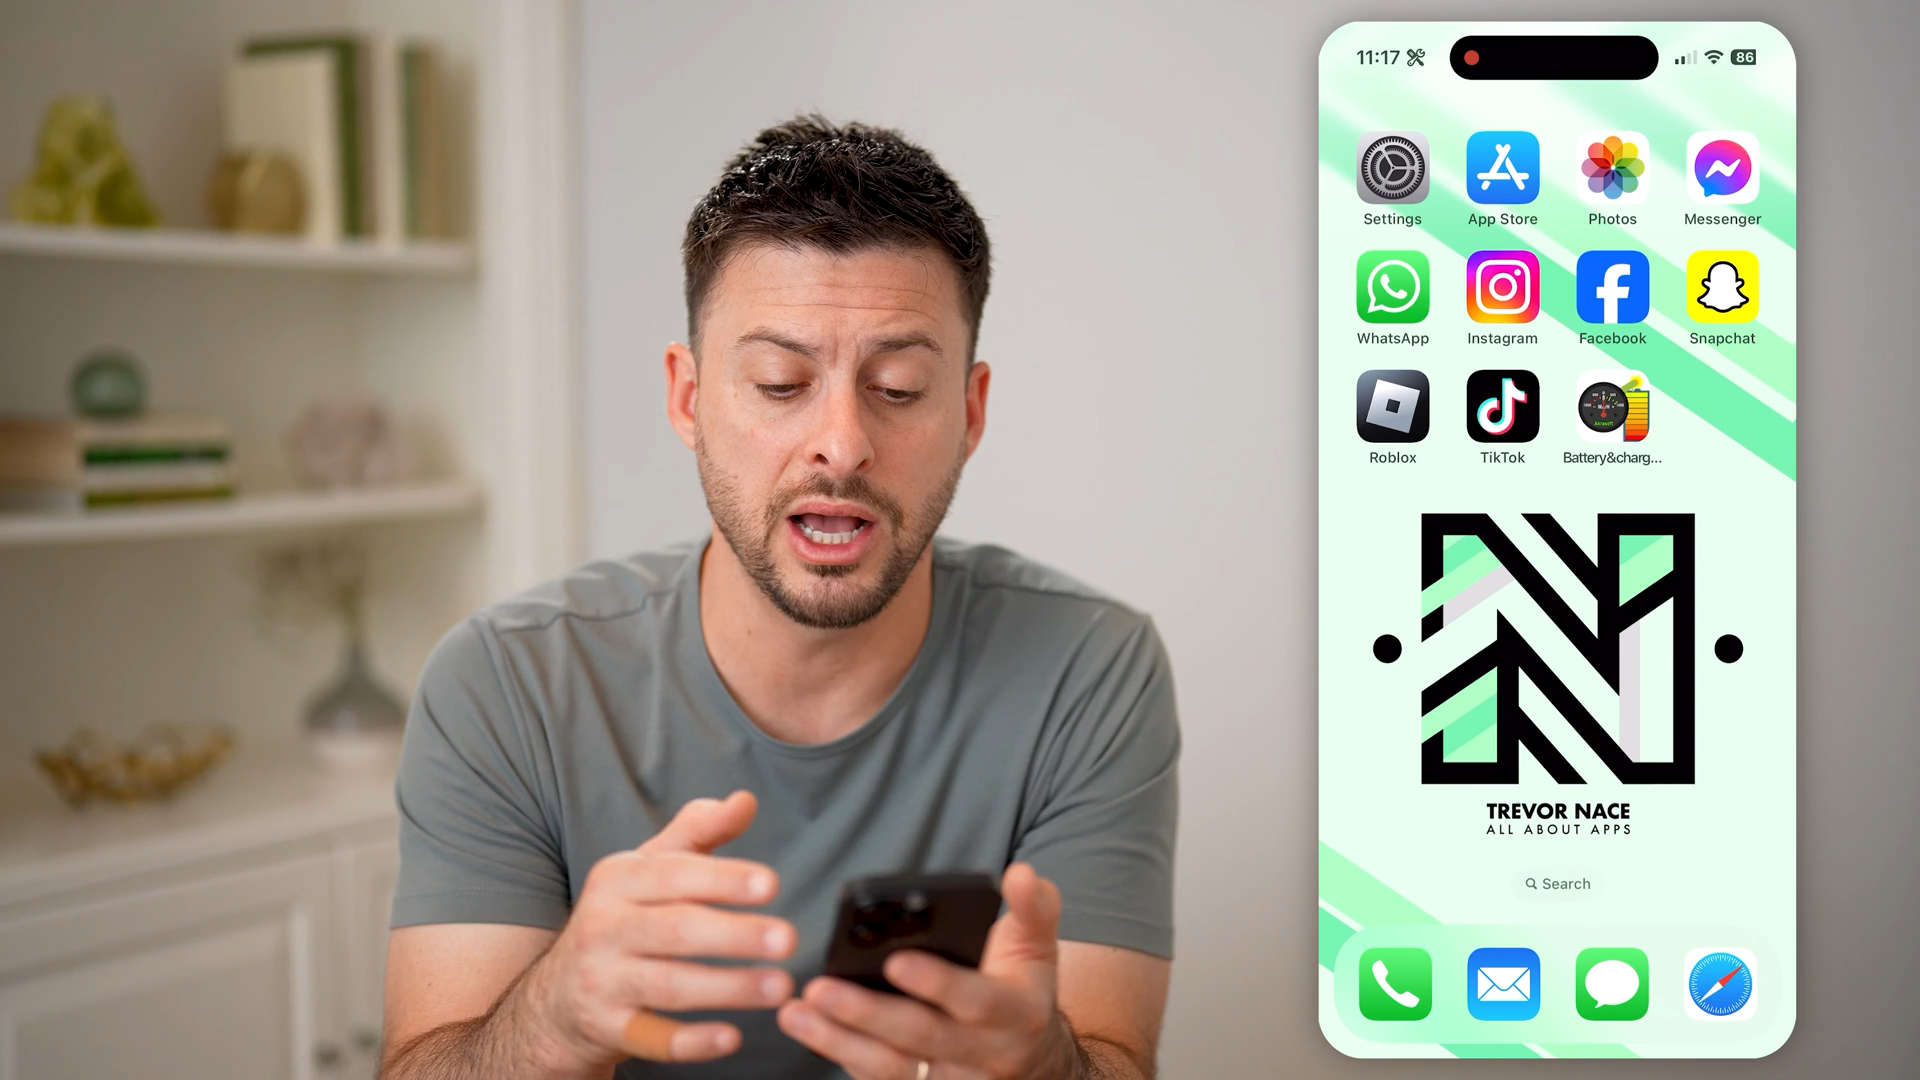 11:17
86
Settings
App Store
Photos
Messenger
WhatsApp
Instagram
Facebook
Snapchat
Roblox
TikTok
Battery&charg...
TREVOR NACE
ALL ABOUT APPS
Search